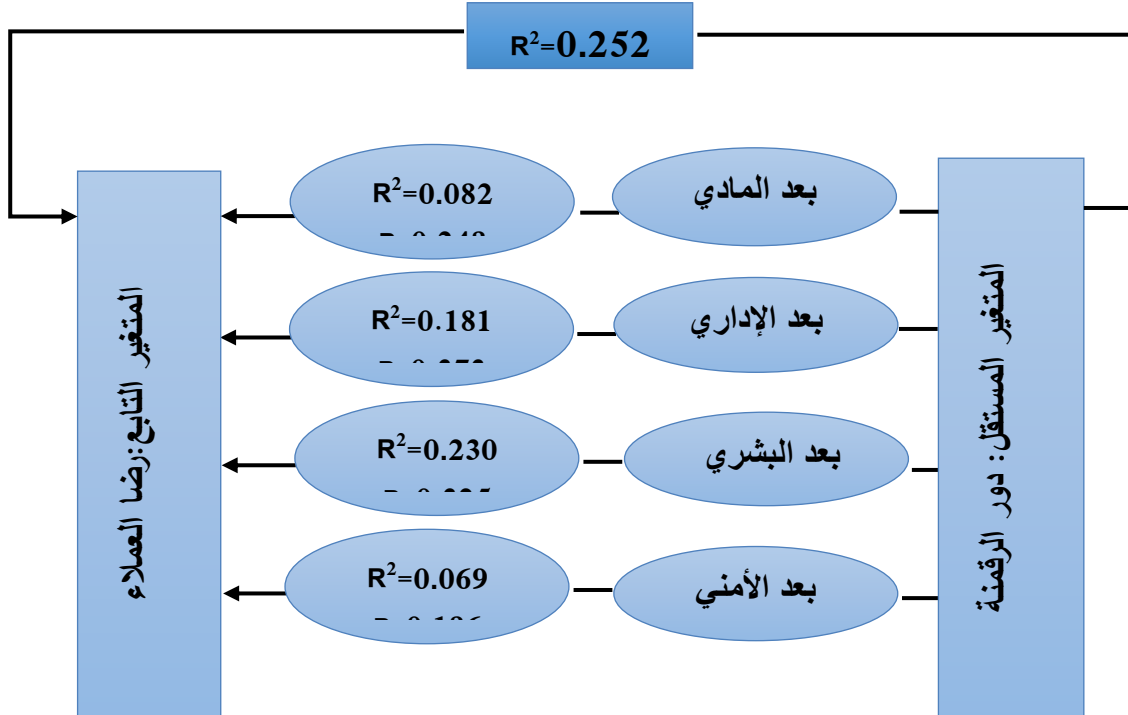 R²=0.252
بعد المادي
R²=0.082
بعد الإداري
R²=0.181
بعد البشري
R²=0.230
بعد الأمني
R²=0.069
المتغير المستقل: دور الرقمنة
المتغير التابع:رضا العملاء